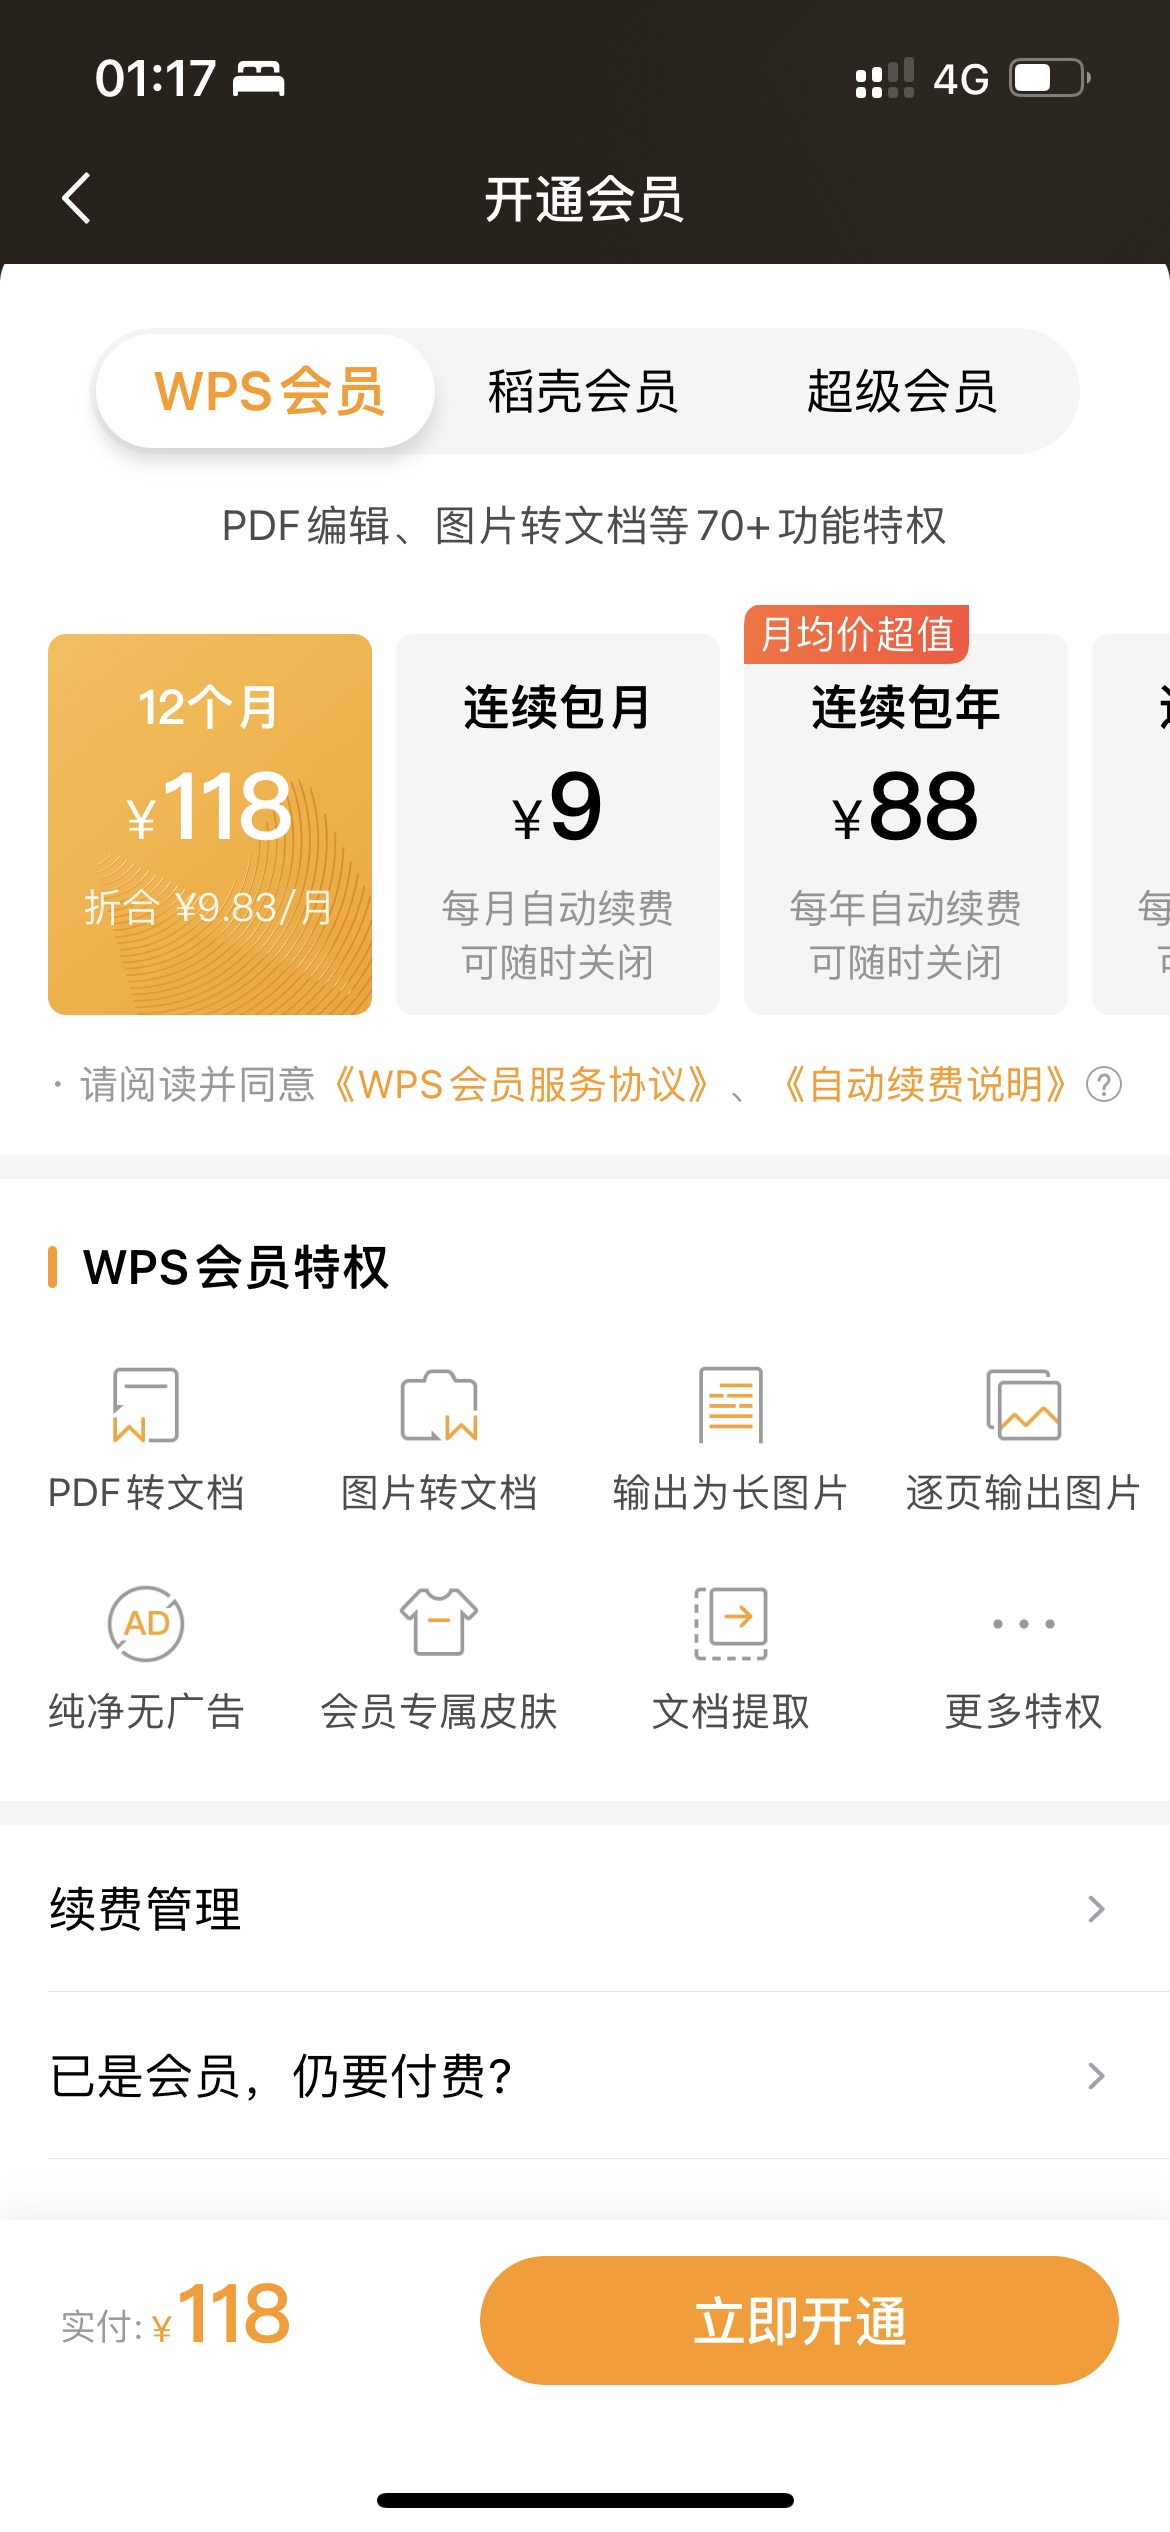 01:17
4G
开通会员
WPS会员 稻壳会员 超级会员
PDF编辑、图片转文档等70+功能特权
月均价超值
12个月 连续包月 连续包年
¥118 ¥9 ¥88
折合 ¥9.83/月 每月自动续费 每年自动续费 每
可随时关闭 可随时关闭
· 请阅读并同意《WPS会员服务协议》、《自动续费说明》?
WPS会员特权
PDF转文档 图片转文档 输出为长图片 逐页输出图片
AD
纯净无广告 会员专属皮肤 文档提取 更多特权
续费管理
已是会员，仍要付费?
实付: ¥118 立即开通